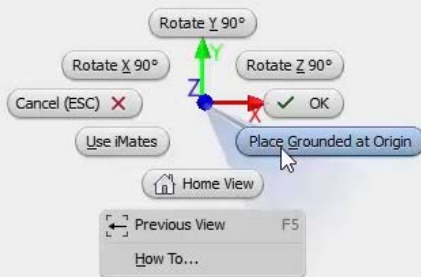 Rotate Y 90°
Rotate X 90°
Rotate Z 90°
Y
Z
Cancel (ESC)
X
OK
Use iMates
Place Grounded at Origin
Home View
Previous View F5
How To...